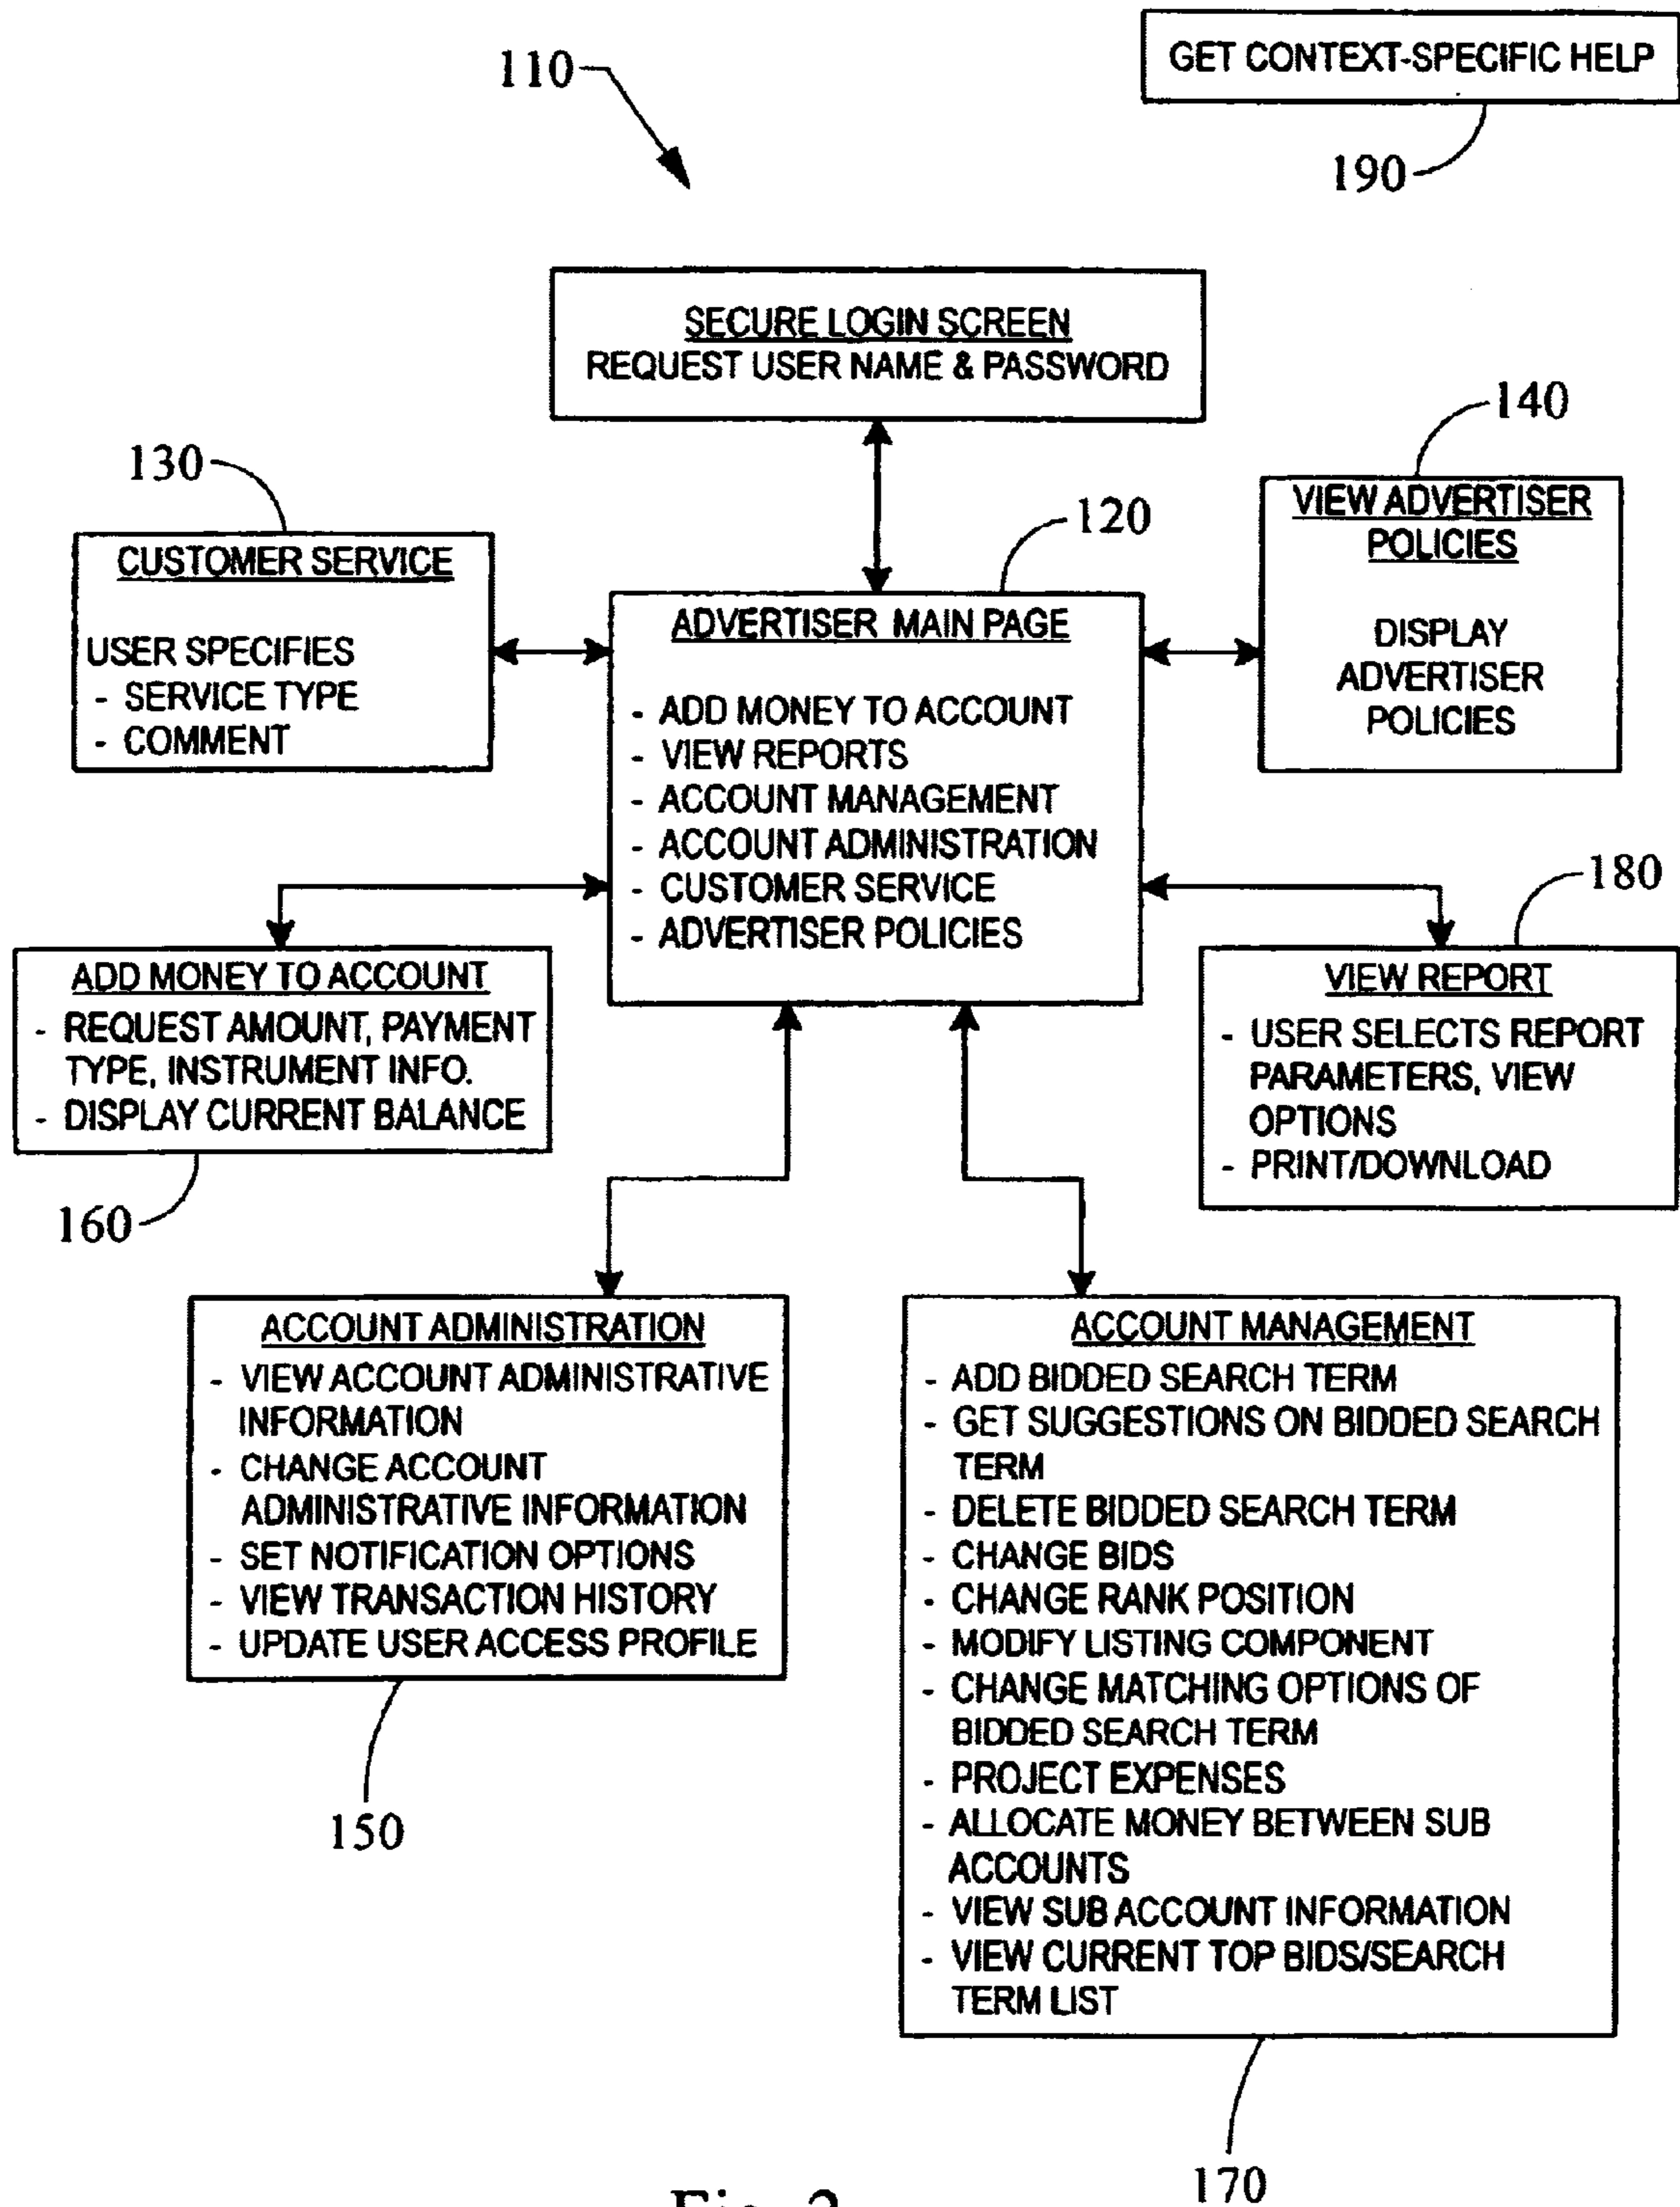 110
GET CONTEXT-SPECIFIC HELP
190
SECURE LOGIN SCREEN
REQUEST USER NAME & PASSWORD
130
CUSTOMER SERVICE
USER SPECIFIES
- SERVICE TYPE
- COMMENT
120
ADVERTISER MAIN PAGE
- ADD MONEY TO ACCOUNT
- VIEW REPORTS
- ACCOUNT MANAGEMENT
- ACCOUNT ADMINISTRATION
- CUSTOMER SERVICE
- ADVERTISER POLICIES
140
VIEW ADVERTISER
POLICIES
DISPLAY
ADVERTISER
POLICIES
ADD MONEY TO ACCOUNT
- REQUEST AMOUNT, PAYMENT
TYPE, INSTRUMENT INFO.
- DISPLAY CURRENT BALANCE
160
180
VIEW REPORT
- USER SELECTS REPORT
PARAMETERS, VIEW
OPTIONS
- PRINT/DOWNLOAD
ACCOUNT ADMINISTRATION
- VIEW ACCOUNT ADMINISTRATIVE
INFORMATION
- CHANGE ACCOUNT
ADMINISTRATIVE INFORMATION
- SET NOTIFICATION OPTIONS
- VIEW TRANSACTION HISTORY
- UPDATE USER ACCESS PROFILE
150
ACCOUNT MANAGEMENT
- ADD BIDDED SEARCH TERM
- GET SUGGESTIONS ON BIDDED SEARCH
TERM
- DELETE BIDDED SEARCH TERM
- CHANGE BIDS
- CHANGE RANK POSITION
- MODIFY LISTING COMPONENT
- CHANGE MATCHING OPTIONS OF
BIDDED SEARCH TERM
- PROJECT EXPENSES
- ALLOCATE MONEY BETWEEN SUB
ACCOUNTS
- VIEW SUB ACCOUNT INFORMATION
- VIEW CURRENT TOP BIDS/SEARCH
TERM LIST
170
Fig. 2